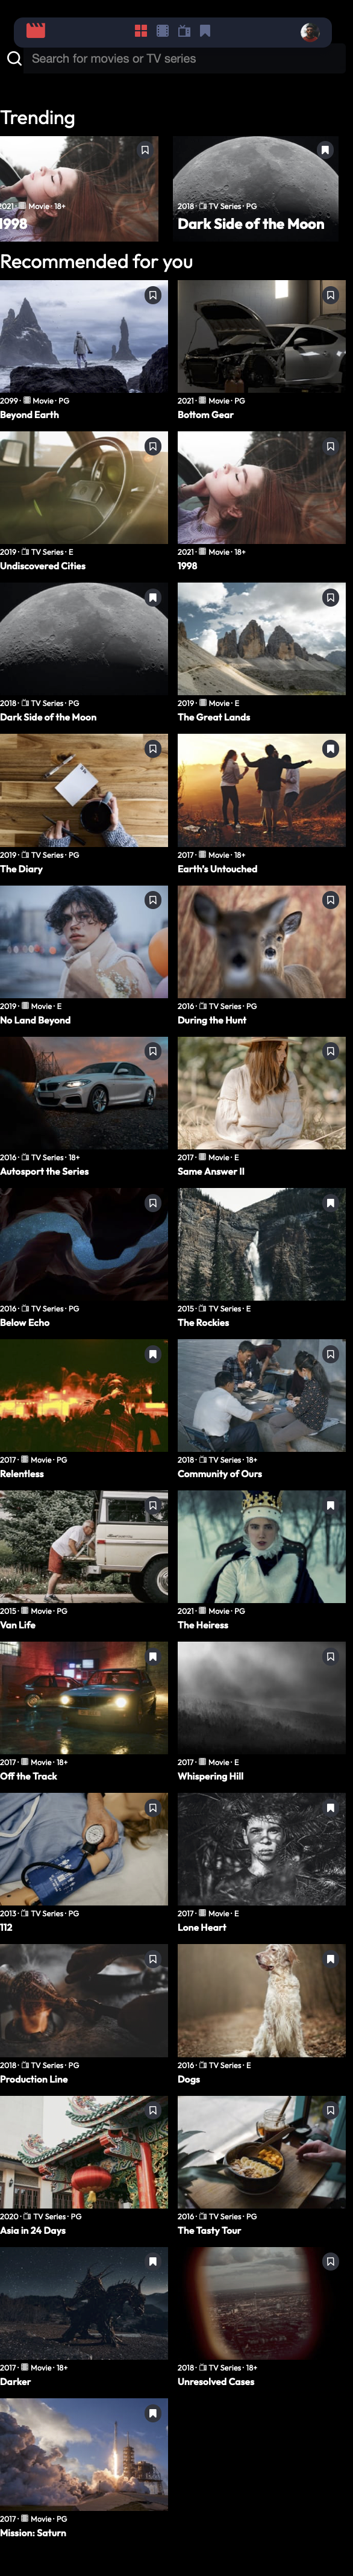 Search for movies or TV series
Trending
2021 · Movie · 18+
1998
2018 · TV Series · PG
Dark Side of the Moon
Recommended for you
2099 · Movie · PG
Beyond Earth
2021 · Movie · PG
Bottom Gear
2019 · TV Series · E
Undiscovered Cities
2021 · Movie · 18+
1998
2018 · TV Series · PG
Dark Side of the Moon
2019 · Movie · E
The Great Lands
2019 · TV Series · PG
The Diary
2017 · Movie · 18+
Earth's Untouched
2019 · Movie · E
No Land Beyond
2016 · TV Series · PG
During the Hunt
2016 · TV Series · 18+
Autosport the Series
2017 · Movie · E
Same Answer II
2016 · TV Series · PG
Below Echo
2015 · TV Series · E
The Rockies
2017 · Movie · PG
Relentless
2018 · TV Series · 18+
Community of Ours
2015 · Movie · PG
Van Life
2021 · Movie · PG
The Heiress
2017 · Movie · 18+
Off the Track
2017 · Movie · E
Whispering Hill
2013 · TV Series · PG
112
2017 · Movie · E
Lone Heart
2018 · TV Series · PG
Production Line
2016 · TV Series · E
Dogs
2020 · TV Series · PG
Asia in 24 Days
2016 · TV Series · PG
The Tasty Tour
2017 · Movie · 18+
Darker
2018 · TV Series · 18+
Unresolved Cases
2017 · Movie · PG
Mission: Saturn